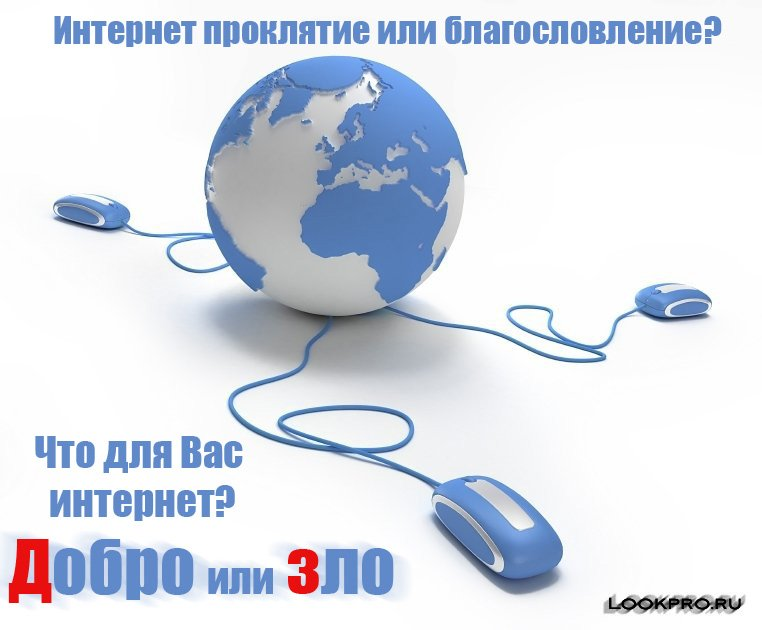 Интернет проклятие или благословление?
Что для Вас
интернет?
Добро или зло
LOOKPRO.RU